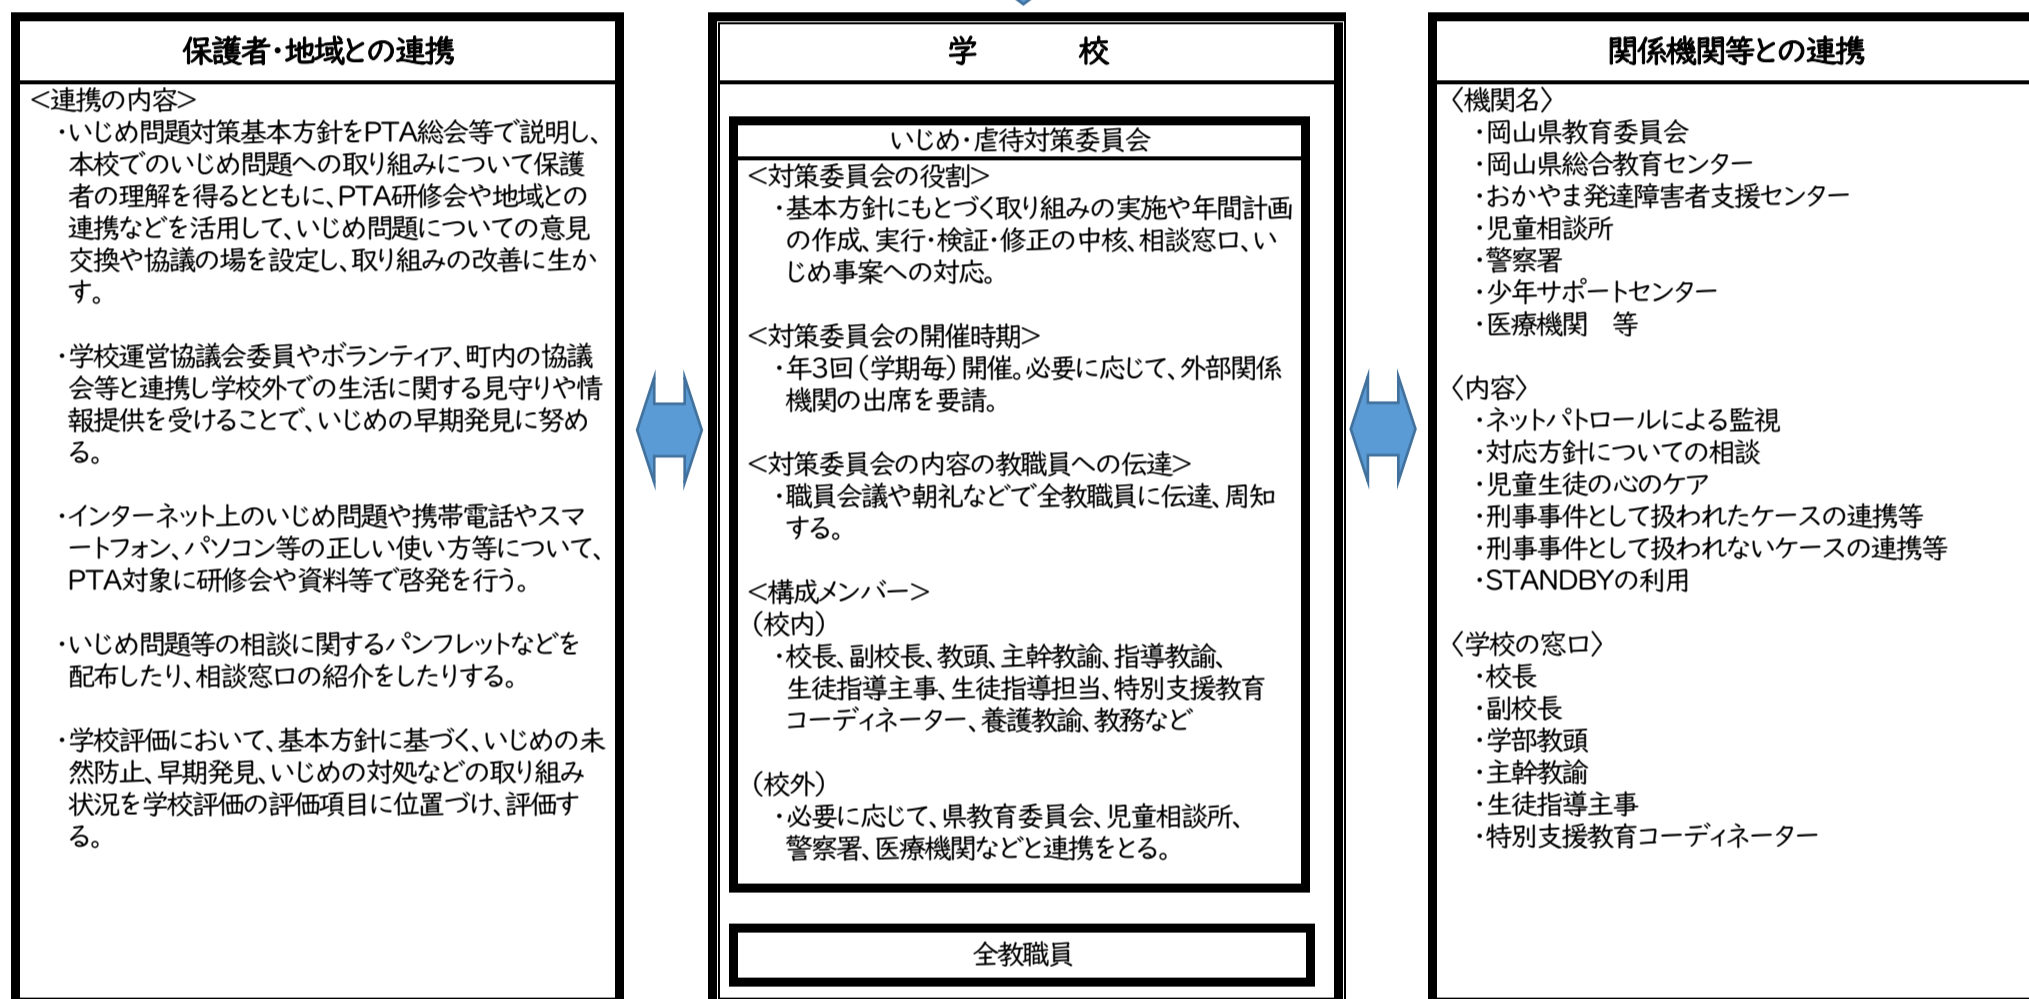 保護者・地域との連携
<連携の内容>
・いじめ問題対策基本方針をPTA総会等で説明し、
本校でのいじめ問題への取り組みについて保護
者の理解を得るとともに、PTA研修会や地域との
連携などを活用して、いじめ問題についての意見
交換や協議の場を設定し、取り組みの改善に生か
す。
・学校運営協議会委員やボランティア、町内の協議
会等と連携し学校外での生活に関する見守りや情
報提供を受けることで、いじめの早期発見に努め
る。
・インターネット上のいじめ問題や携帯電話やスマ
ートフォン、パソコン等の正しい使い方等について、
PTA対象に研修会や資料等で啓発を行う。
・いじめ問題等の相談に関するパンフレットなどを
配布したり、相談窓口の紹介をしたりする。
・学校評価において、基本方針に基づく、いじめの未
然防止、早期発見、いじめの対処などの取り組み
状況を学校評価の評価項目に位置づけ、評価す
る。
学　　　校
いじめ・虐待対策委員会
<対策委員会の役割>
・基本方針にもとづく取り組みの実施や年間計画
の作成、実行・検証・修正の中核、相談窓口、い
じめ事案への対応。
<対策委員会の開催時期>
・年3回（学期毎）開催。必要に応じて、外部関係
機関の出席を要請。
<対策委員会の内容の教職員への伝達>
・職員会議や朝礼などで全教職員に伝達、周知
する。
<構成メンバー>
（校内）
・校長、副校長、教頭、主幹教諭、指導教諭、
生徒指導主事、生徒指導担当、特別支援教育
コーディネーター、養護教諭、教務など
（校外）
・必要に応じて、県教育委員会、児童相談所、
警察署、医療機関などと連携をとる。
全教職員
関係機関等との連携
〈機関名〉
・岡山県教育委員会
・岡山県総合教育センター
・おかやま発達障害者支援センター
・児童相談所
・警察署
・少年サポートセンター
・医療機関　等
〈内容〉
・ネットパトロールによる監視
・対応方針についての相談
・児童生徒の心のケア
・刑事事件として扱われたケースの連携等
・刑事事件として扱われないケースの連携等
・STANDBYの利用
〈学校の窓口〉
・校長
・副校長
・学部教頭
・主幹教諭
・生徒指導主事
・特別支援教育コーディネーター